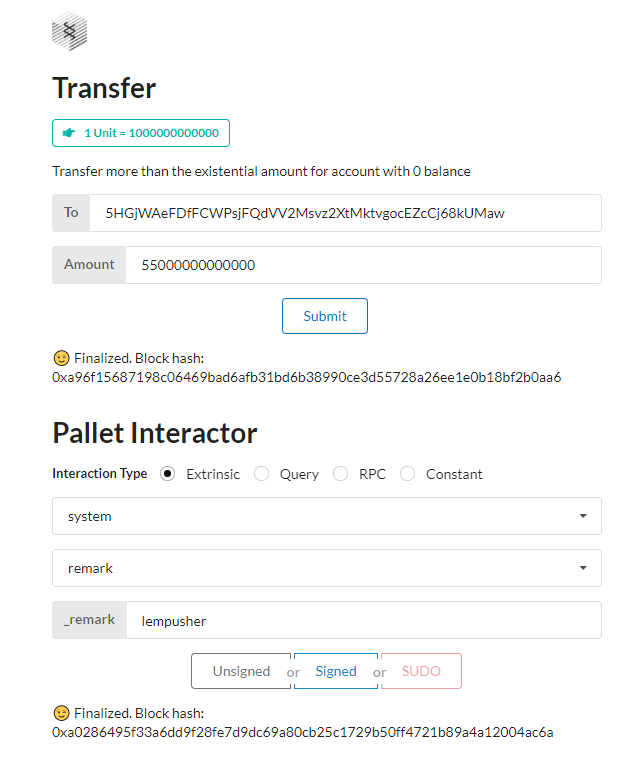 Transfer
1 Unit = 1000000000000
Transfer more than the existential amount for account with 0 balance
To 5HGjWAeFDfFCWPsjFQdVV2Msvz2XtMktvgocEZcCj68kUMaw
Amount 55000000000000
Submit
Finalized. Block hash:
0xa96f15687198c06469bad6afb31bd6b38990ce3d55728a26ee1e0b18bf2b0aa6
Pallet Interactor
Interaction Type Extrinsic Query RPC Constant
system
remark
_remark lempusher
Unsigned or Signed or SUDO
Finalized. Block hash:
0xa0286495f33a6dd9f28fe7d9dc69a80cb25c1729b50ff4721b89a4a12004ac6a